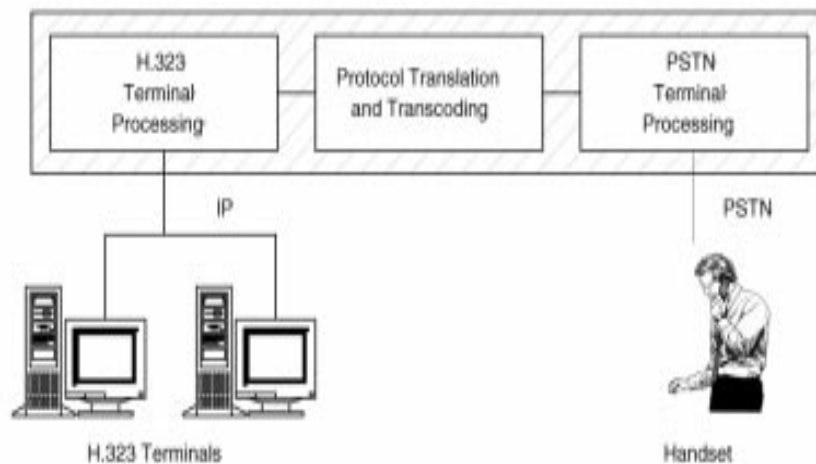 H.323
Terminal
Processing
Protocol Translation
and Transcoding
PSTN
Terminal
Processing
IP
PSTN
H.323 Terminals
Handset